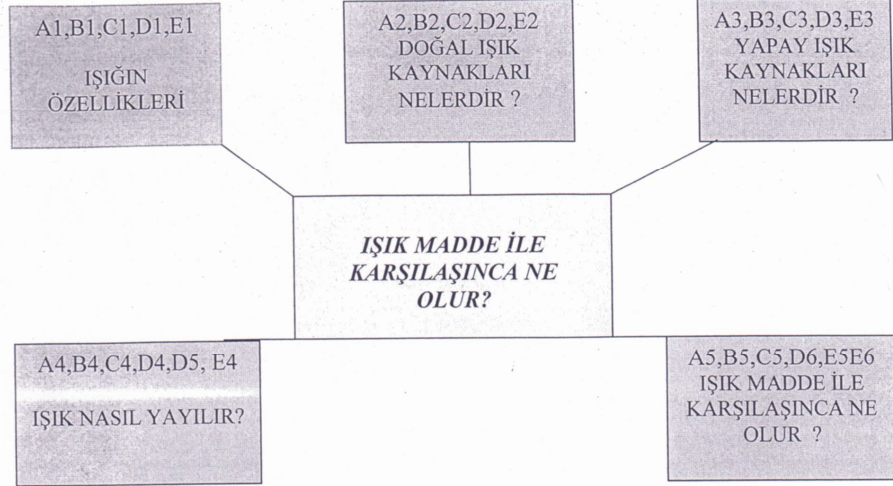 A1,B1,C1,D1,E1
IŞIĞIN
ÖZELLİKLERİ
A2,B2,C2,D2,E2
DOĞAL IŞIK
KAYNAKLARI
NELERDİR ?
A3,B3,C3,D3,E3
YAPAY IŞIK
KAYNAKLARI
NELERDİR ?
IŞIK MADDE İLE
KARŞILAŞINCA NE
OLUR?
A4,B4,C4,D4,D5, E4
IŞIK NASIL YAYILIR?
A5,B5,C5,D6,E5E6
IŞIK MADDE İLE
KARŞILAŞINCA NE
OLUR ?